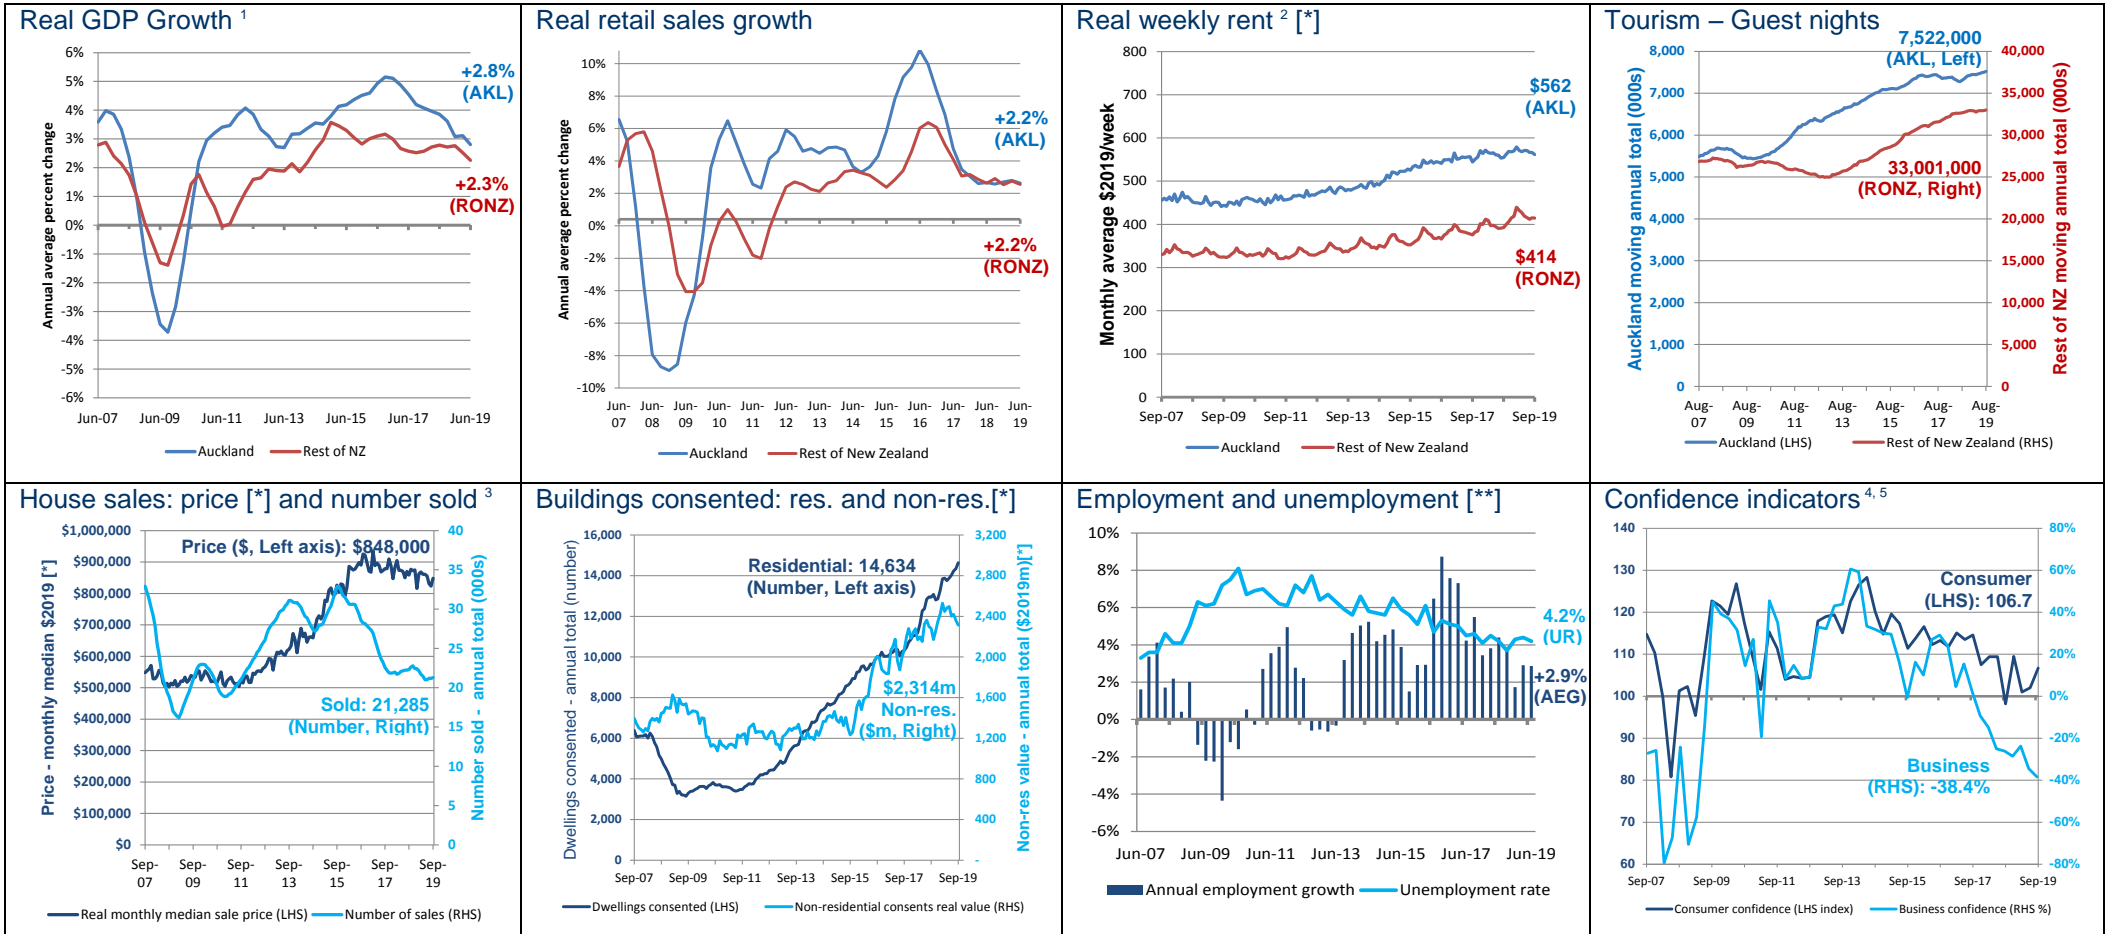 Real GDP Growth 1
Annual average percent change
6%
5%
4%
3%
2%
1%
0%
-1%
-2%
-3%
-4%
-5%
-6%
+2.8%
(AKL)
+2.3%
(RONZ)
Jun-07 Jun-09 Jun-11 Jun-13 Jun-15 Jun-17 Jun-19
Auckland Rest of NZ
Real retail sales growth
Annual average percent change
10%
8%
6%
4%
2%
0%
-2%
-4%
-6%
-8%
-10%
+2.2%
(AKL)
+2.2%
(RONZ)
Jun- Jun- Jun- Jun- Jun- Jun- Jun- Jun- Jun- Jun- Jun- Jun- Jun-
07 08 09 10 11 12 13 14 15 16 17 18 19
Auckland Rest of New Zealand
Real weekly rent 2 [*]
Monthly average $2019/week
800
700
600
500
400
300
200
100
0
$562
(AKL)
$414
(RONZ)
Sep-07 Sep-09 Sep-11 Sep-13 Sep-15 Sep-17 Sep-19
Auckland Rest of New Zealand
Tourism – Guest nights
Auckland moving annual total (000s)
8,000
7,000
6,000
5,000
4,000
3,000
2,000
1,000
0
7,522,000
(AKL, Left)
33,001,000
(RONZ, Right)
40,000
35,000
30,000
25,000
20,000
15,000
10,000
5,000
0
Rest of NZ moving annual total (000s)
Aug- Aug- Aug- Aug- Aug- Aug- Aug-
07 09 11 13 15 17 19
Auckland (LHS) Rest of New Zealand (RHS)
House sales: price [*] and number sold 3
Price - monthly median $2019 [*]
$1,000,000
$900,000
$800,000
$700,000
$600,000
$500,000
$400,000
$300,000
$200,000
$100,000
$0
Price ($, Left axis): $848,000
Sold: 21,285
(Number, Right)
40
35
30
25
20
15
10
5
0
Number sold - annual total (000s)
Sep- Sep- Sep- Sep- Sep- Sep- Sep-
07 09 11 13 15 17 19
Real monthly median sale price (LHS) Number of sales (RHS)
Buildings consented: res. and non-res.[*]
Dwellings consented - annual total (number)
16,000
14,000
12,000
10,000
8,000
6,000
4,000
2,000
0
Residential: 14,634
(Number, Left axis)
$2,314m
Non-res.
($m, Right)
3,200
2,800
2,400
2,000
1,600
1,200
800
400
-
Non-res value - annual total ($2019m)[*]
Sep-07 Sep-09 Sep-11 Sep-13 Sep-15 Sep-17 Sep-19
Dwellings consented (LHS) Non-residential consents real value (RHS)
Employment and unemployment [**]
10%
8%
6%
4%
2%
0%
-2%
-4%
-6%
4.2%
(UR)
+2.9%
(AEG)
Jun-07 Jun-09 Jun-11 Jun-13 Jun-15 Jun-17 Jun-19
Annual employment growth Unemployment rate
Confidence indicators 4, 5
140
130
120
110
100
90
80
70
60
Consumer
(LHS): 106.7
Business
(RHS): -38.4%
80%
60%
40%
20%
0%
-20%
-40%
-60%
-80%
Sep-07 Sep-09 Sep-11 Sep-13 Sep-15 Sep-17 Sep-19
Consumer confidence (LHS index) Business confidence (RHS %)